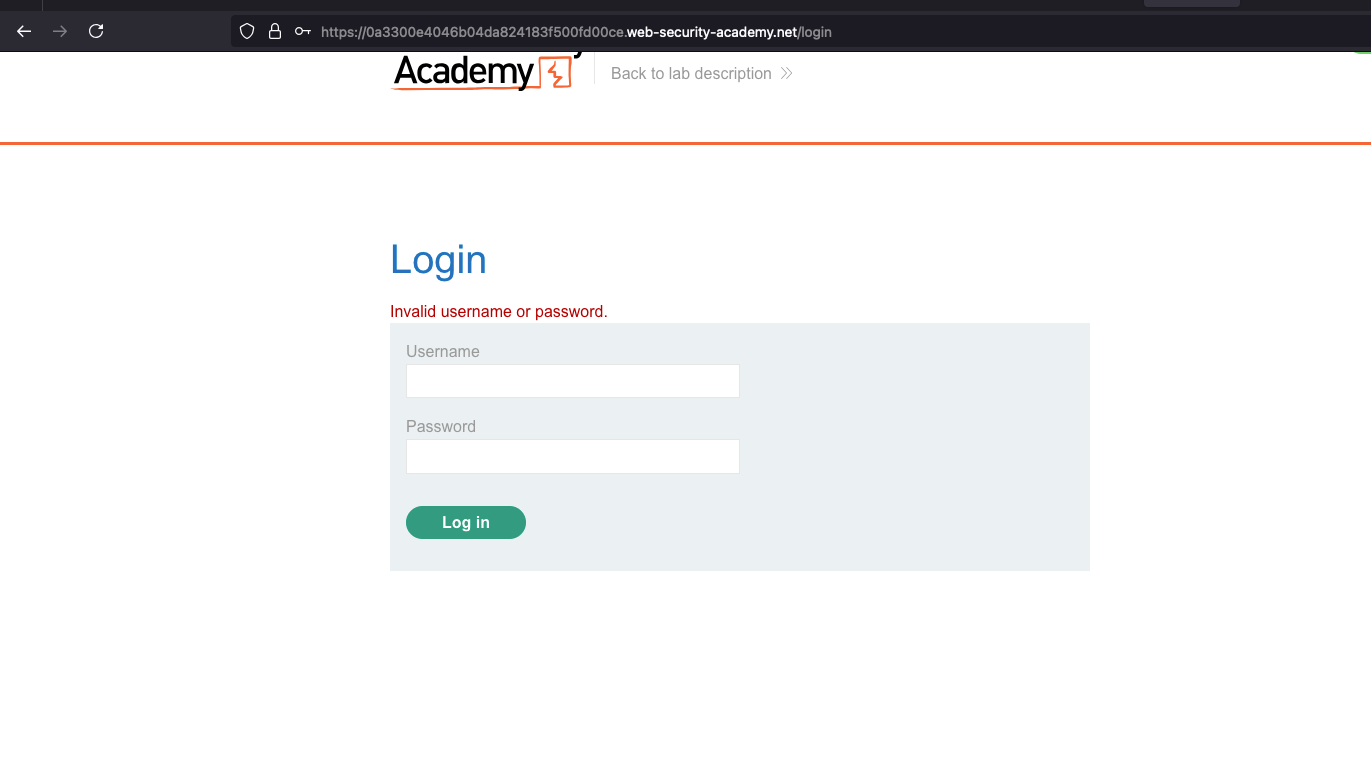 https://0a3300e4046b04da824183f500fd00ce.web-security-academy.net/login
Academy Back to lab description
Login
Invalid username or password.
Username
Password
Log in